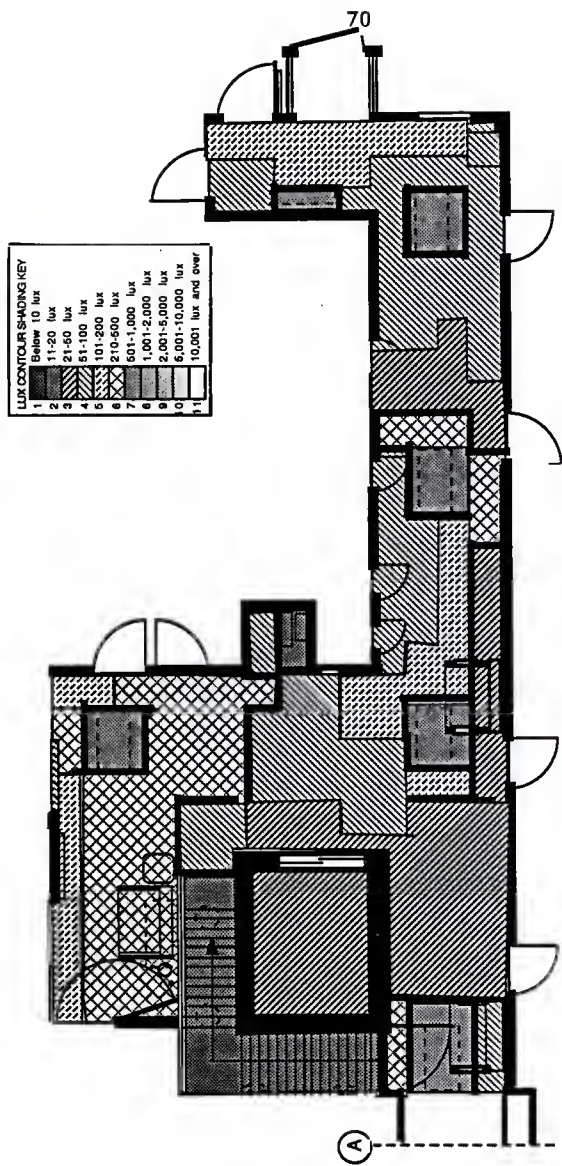 70
LUX CONTOUR SHADING KEY
1 Below 10 lux
2 11-20 lux
3 21-50 lux
4 51-100 lux
5 101-200 lux
6 210-500 lux
7 501-1,000 lux
8 1,001-2,000 lux
9 2,001-5,000 lux
10 5,001-10,000 lux
11 10,001 lux and over
A